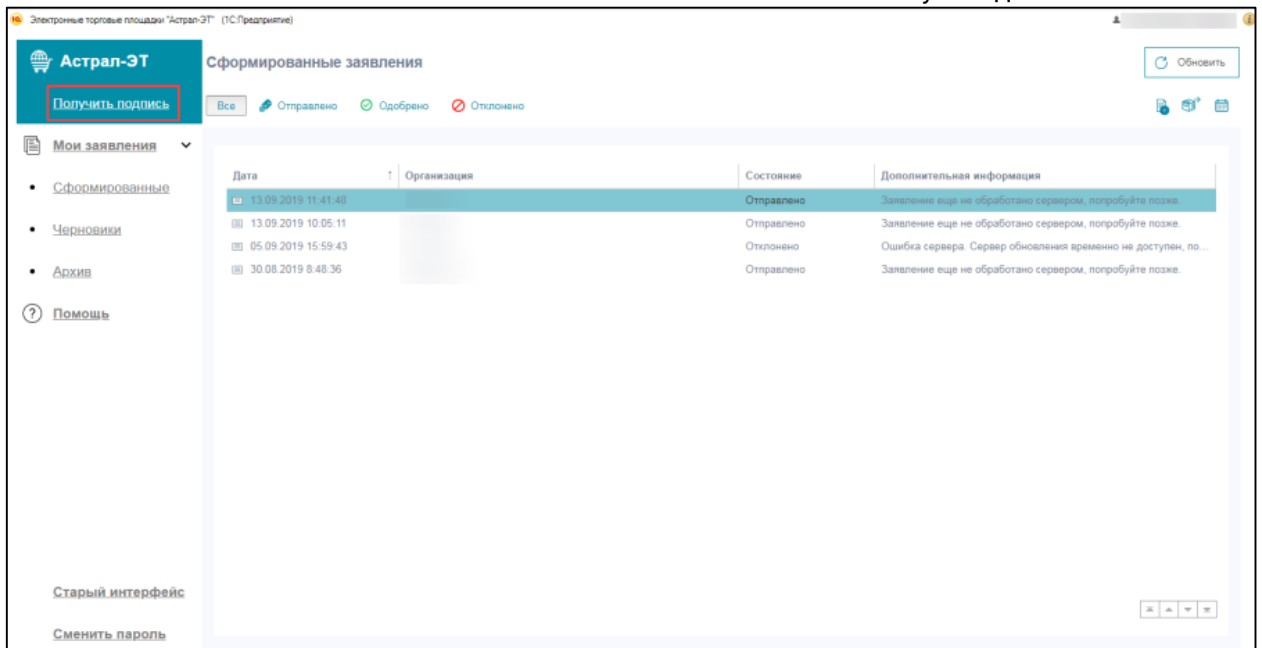 Электронные торговые площадки "Астрал-ЭТ" (1С:Предприятие)
Астрал-ЭТ
Получить подпись
Мои заявления
Сформированные
Черновики
Архив
Помощь
Старый интерфейс
Сменить пароль
Сформированные заявления
Обновить
Все Отправлено Одобрено Отклонено
Дата ↑ Организация Состояние Дополнительная информация
13.09.2019 11:41:48 Отправлено Заявление еще не обработано сервером, попробуйте позже.
13.09.2019 10:05:11 Отправлено Заявление еще не обработано сервером, попробуйте позже.
05.09.2019 15:59:43 Отклонено Ошибка сервера. Сервер обновления временно не доступен, по...
30.08.2019 8:48:36 Отправлено Заявление еще не обработано сервером, попробуйте позже.